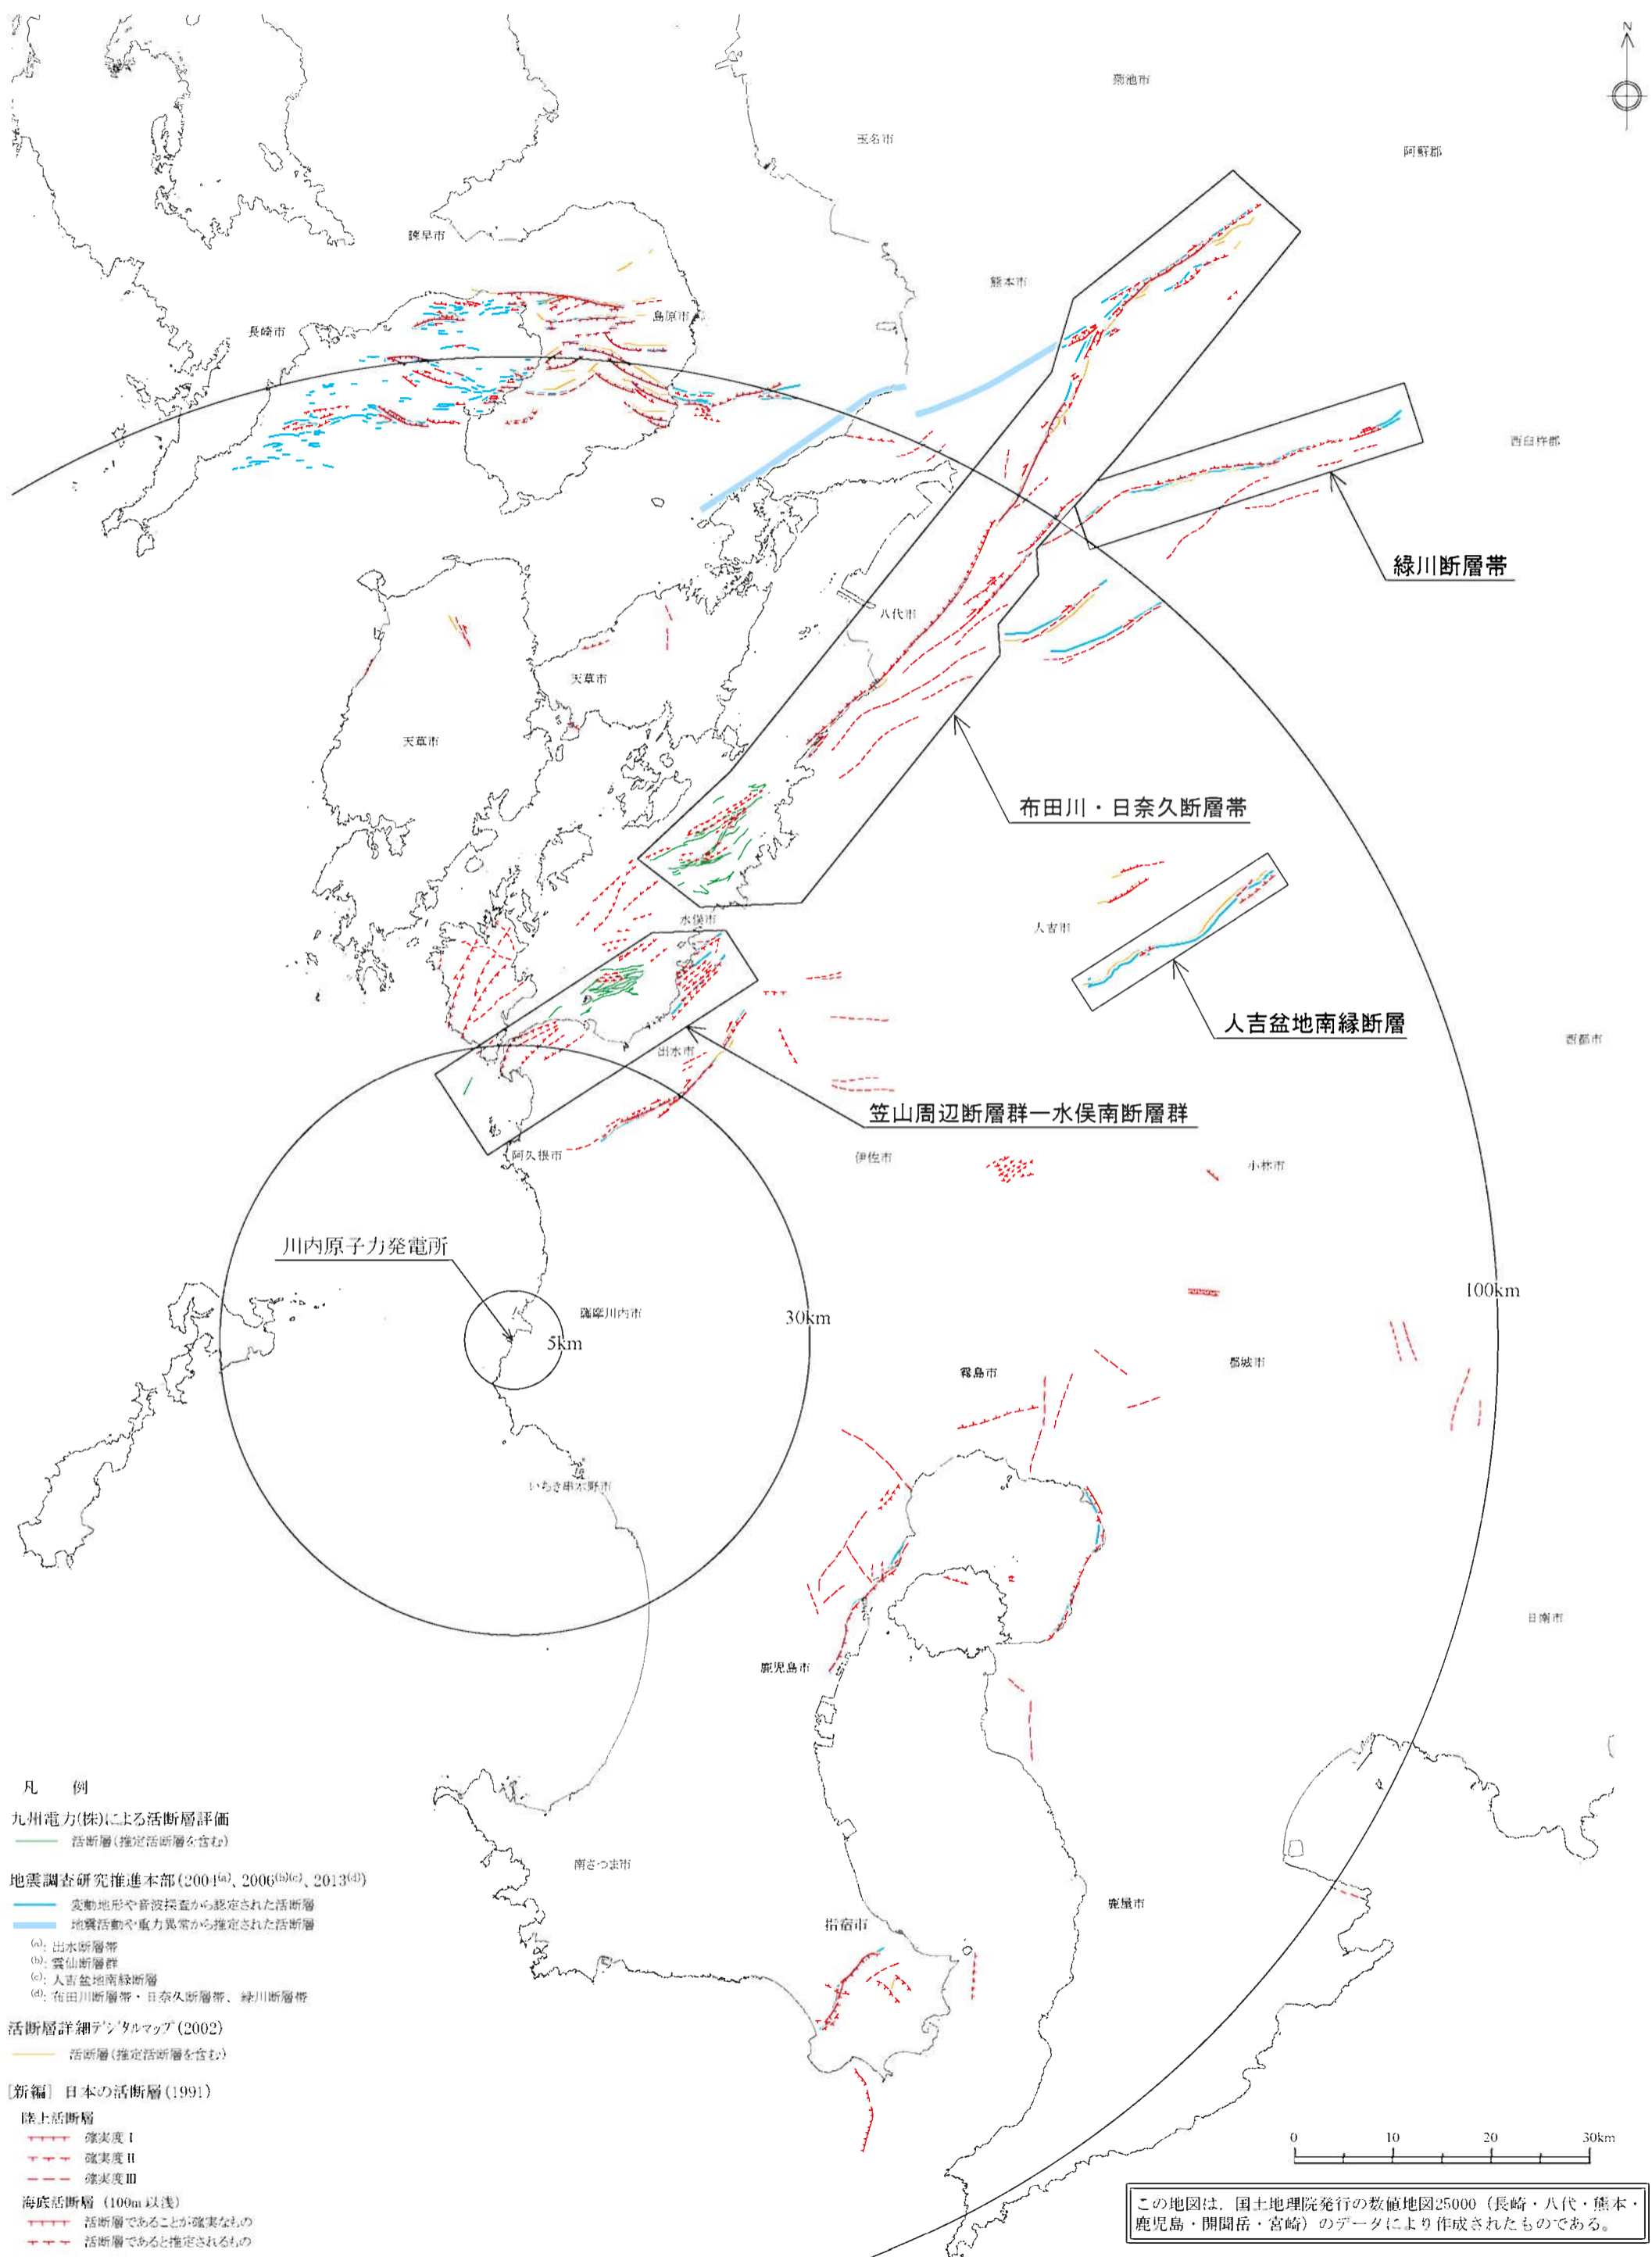 N
菊池市
玉名市
阿蘇郡
諫早市
熊本市
島原市
長崎市
西臼杵郡
緑川断層帯
八代市
天草市
天草市
布田川・日奈久断層帯
水俣市
人吉市
人吉盆地南縁断層
西都市
出水市
笠山周辺断層群ー水俣南断層群
阿久根市
伊佐市
小林市
川内原子力発電所
100km
薩摩川内市
30km
5km
霧島市
都城市
いちき串木野市
日南市
鹿児島市
南さつま市
鹿屋市
指宿市
凡　例
九州電力(株)による活断層評価
活断層(推定活断層を含む)
地震調査研究推進本部(2004(a)、2006(b)(c)、2013(d))
変動地形や音波探査から認定された活断層
地震活動や重力異常から推定された活断層
(a): 出水断層帯
(b): 雲仙断層群
(c): 人吉盆地南縁断層
(d): 布田川断層帯・日奈久断層帯、緑川断層帯
活断層詳細デジタルマップ(2002)
活断層(推定活断層を含む)
[新編] 日本の活断層(1991)
陸上活断層
確実度Ⅰ
確実度Ⅱ
確実度Ⅲ
海底活断層 (100m以浅)
活断層であることが確実なもの
活断層であると推定されるもの
0 10 20 30km
この地図は、国土地理院発行の数値地図25000（長崎・八代・熊本・
鹿児島・開聞岳・宮崎）のデータにより作成されたものである。